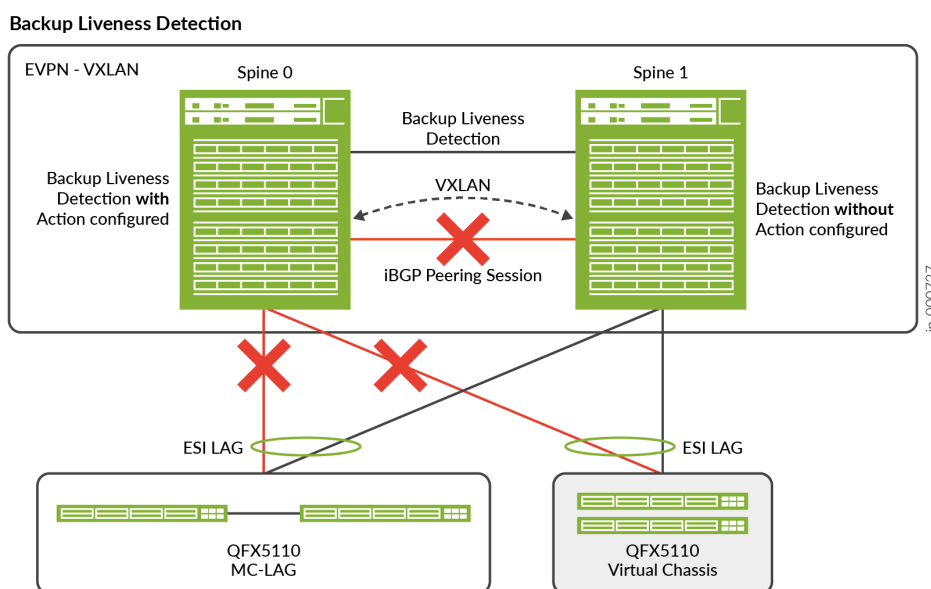 Backup Liveness Detection
EVPN - VXLAN
Spine 0
Spine 1
Backup Liveness
Detection
Backup Liveness
Detection with
Action configured
VXLAN
Backup Liveness
Detection without
Action configured
iBGP Peering Session
ESI LAG
ESI LAG
QFX5110
MC-LAG
QFX5110
Virtual Chassis